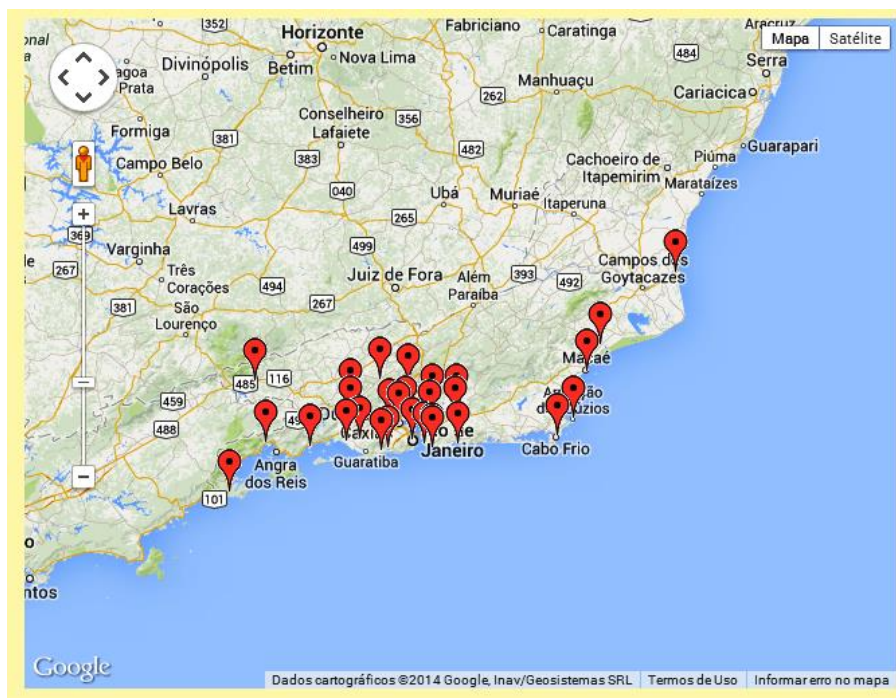 Horizonte
352
Fabriciano
Caratinga
Aracruz
Mapa
Satélite
Betim
Nova Lima
484
Serra
Divinópolis
agoa
Prata
Manhuaçu
262
Cariacica
Conselheiro
Lafaiete
356
Formiga
381
383
482
Guarapari
Campo Belo
Cachoeiro de
Itapemirim
Piúma
Marataízes
040
Ubá
Muriaé
Itaperuna
Lavras
265
369
Varginha
499
267
Três
Corações
Juiz de Fora
Além
Paraíba
393
492
Campos dos
Goytacazes
494
267
381
São
Lourenço
Macaé
485
116
459
488
Búzios
Caxias
Janeiro
Cabo Frio
Guaratiba
Angra
dos Reis
101
ntos
Google
Dados cartográficos ©2014 Google, Inav/Geosistemas SRL
Termos de Uso
Informar erro no mapa